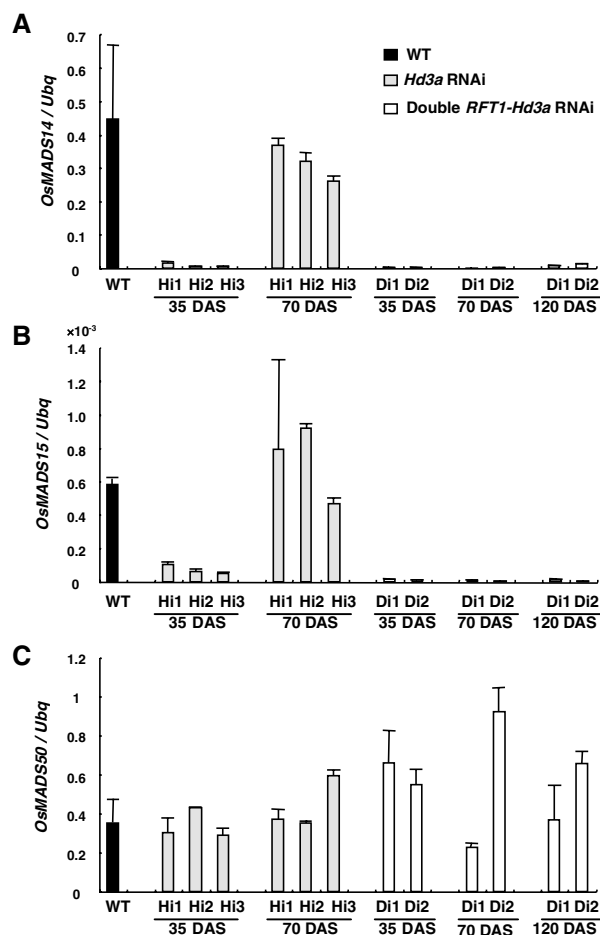 A
0.7
0.6
0.5
0.4
0.3
0.2
0.1
0
OsMADS14 / Ubq
WT
Hd3a RNAi
Double RFT1-Hd3a RNAi
WT Hi1 Hi2 Hi3 Hi1 Hi2 Hi3 Di1 Di2 Di1 Di2 Di1 Di2
35 DAS 70 DAS 35 DAS 70 DAS 120 DAS
B
×10-3
1.4
1.2
1.0
0.8
0.6
0.4
0.2
0
OsMADS15 / Ubq
WT Hi1 Hi2 Hi3 Hi1 Hi2 Hi3 Di1 Di2 Di1 Di2 Di1 Di2
35 DAS 70 DAS 35 DAS 70 DAS 120 DAS
C
1.2
1
0.8
0.6
0.4
0.2
0
OsMADS50 / Ubq
WT Hi1 Hi2 Hi3 Hi1 Hi2 Hi3 Di1 Di2 Di1 Di2 Di1 Di2
35 DAS 70 DAS 35 DAS 70 DAS 120 DAS